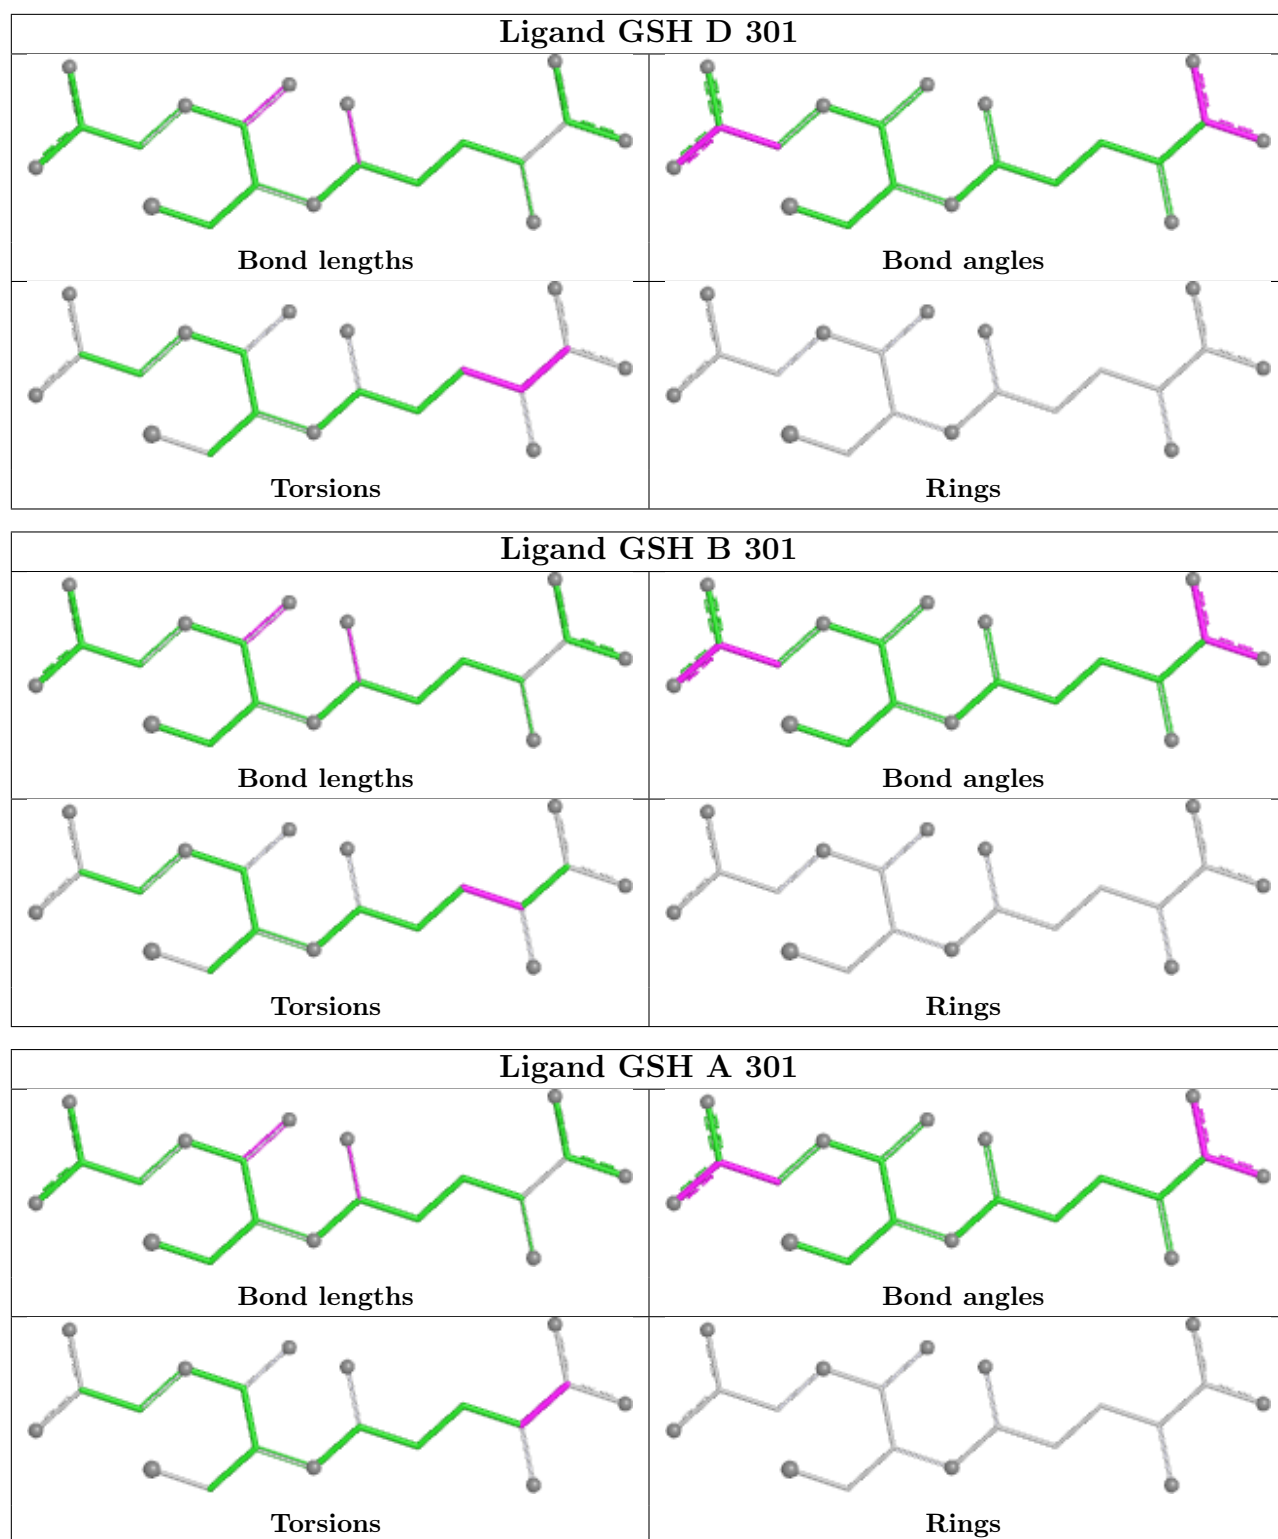 Ligand GSH D 301
Bond lengths
Bond angles
Torsions
Rings
Ligand GSH B 301
Bond lengths
Bond angles
Torsions
Rings
Ligand GSH A 301
Bond lengths
Bond angles
Torsions
Rings